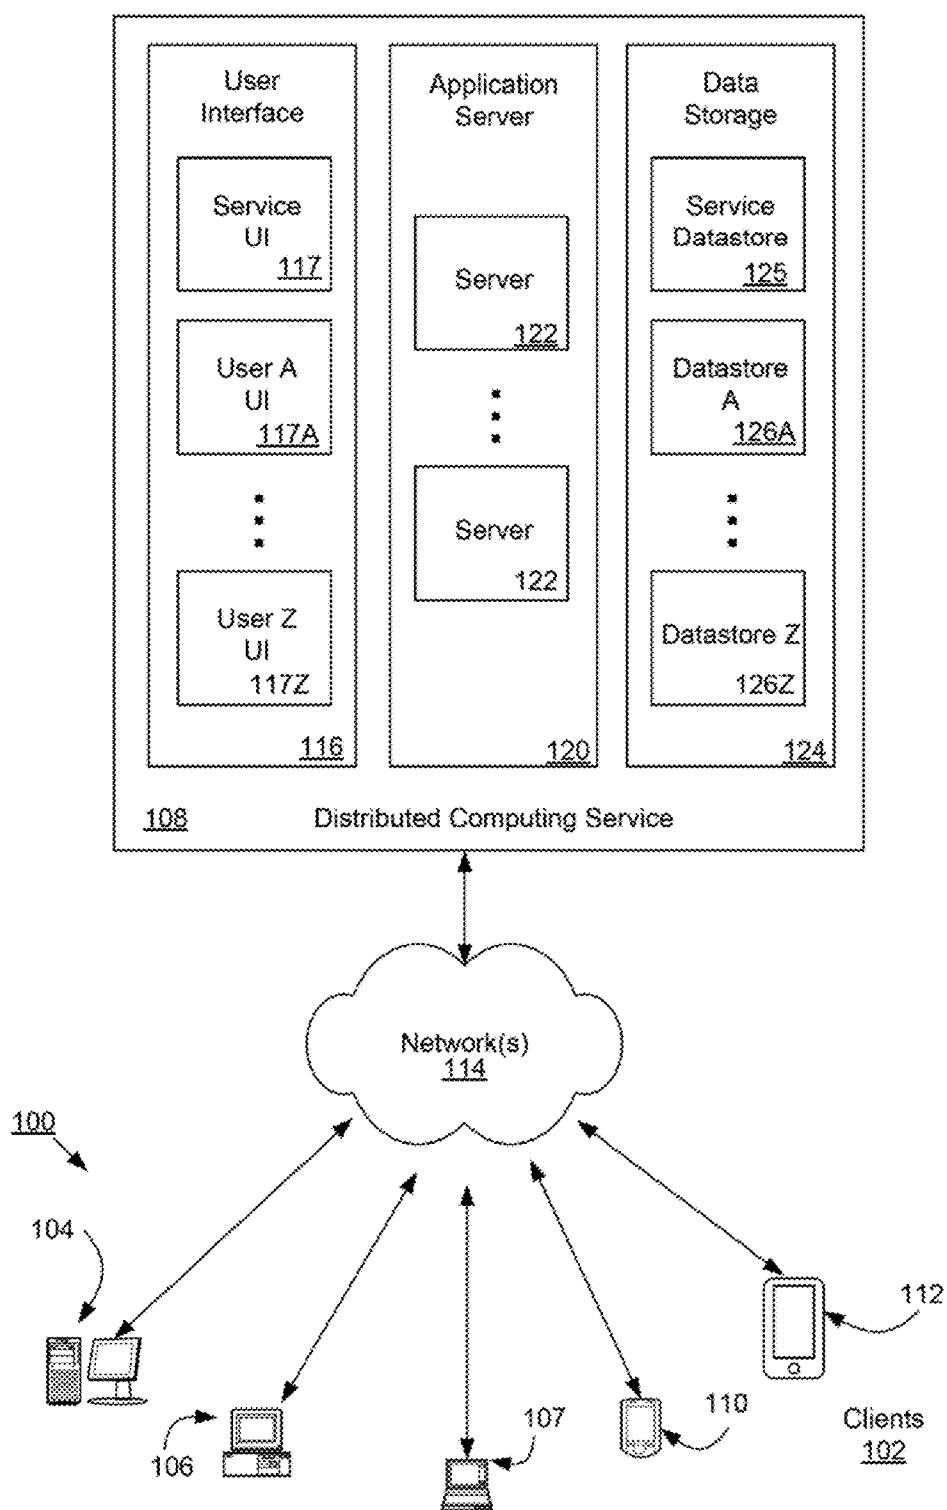 User
Interface
Service
UI
117
User A
UI
117A
User Z
UI
117Z
116
Application
Server
Server
122
Server
122
120
Data
Storage
Service
Datastore
125
Datastore
A
126A
Datastore Z
126Z
124
108
Distributed Computing Service
Network(s)
114
100
104
106
107
110
112
Clients
102